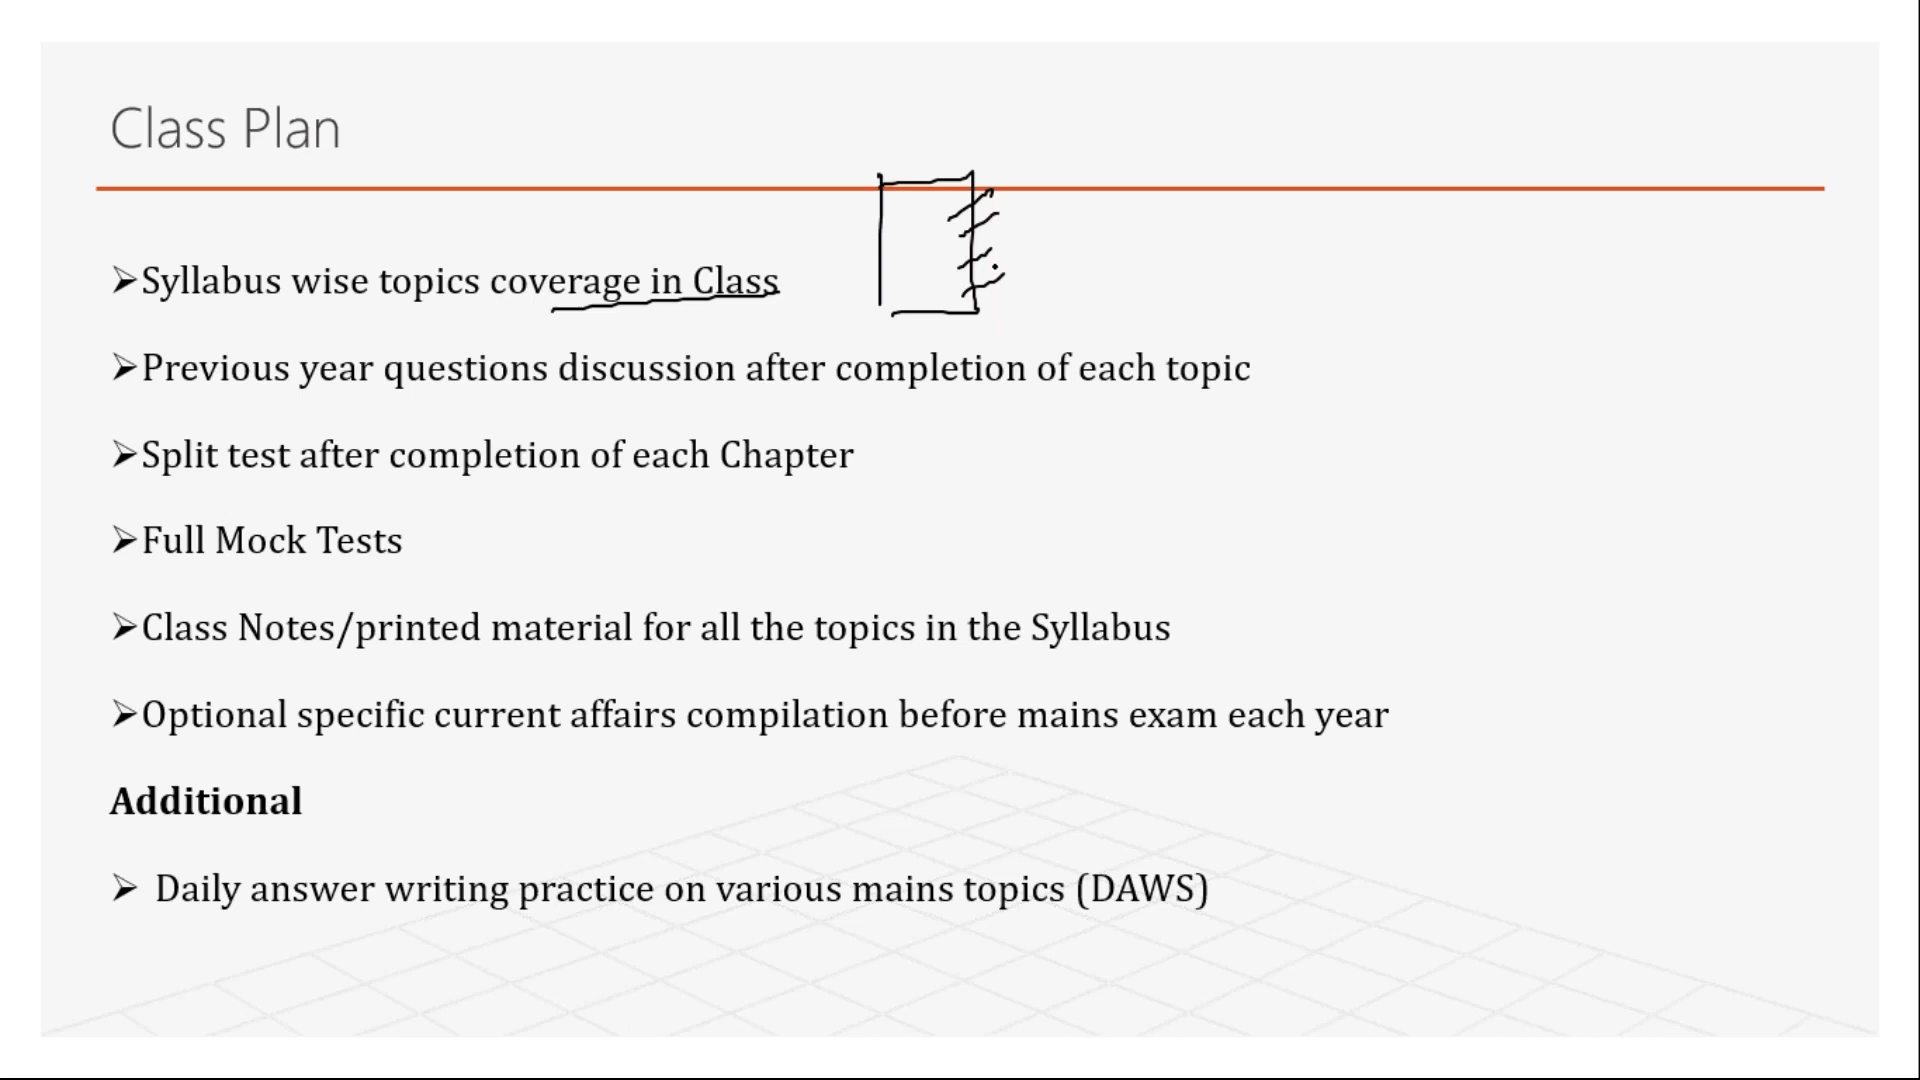 Class Plan
➢Syllabus wise topics coverage in Class
➢Previous year questions discussion after completion of each topic
➢Split test after completion of each Chapter
➢Full Mock Tests
➢Class Notes/printed material for all the topics in the Syllabus
➢Optional specific current affairs compilation before mains exam each year
Additional
➢ Daily answer writing practice on various mains topics (DAWS)